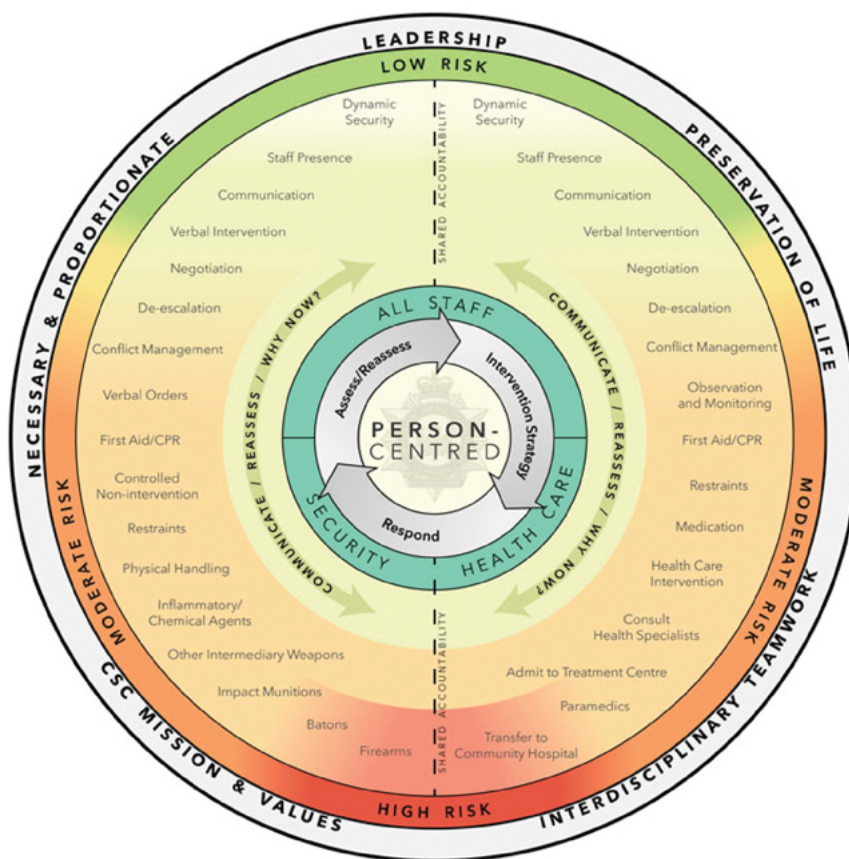 LEADERSHIP
LOW RISK
NECESSARY & PROPORTIONATE
PRESERVATION OF LIFE
MODERATE RISK
MODERATE RISK
CSC MISSION & VALUES
INTERDISCIPLINARY TEAMWORK
HIGH RISK
Dynamic
Security
Staff Presence
Communication
Verbal Intervention
Negotiation
De-escalation
Conflict Management
Verbal Orders
First Aid/CPR
Controlled
Non-intervention
Restraints
Physical Handling
Inflammatory/
Chemical Agents
Other Intermediary Weapons
Impact Munitions
Batons
Firearms
SHARED ACCOUNTABILITY
Dynamic
Security
Staff Presence
Communication
Verbal Intervention
Negotiation
De-escalation
Conflict Management
Observation
and Monitoring
First Aid/CPR
Restraints
Medication
Health Care
Intervention
Consult
Health Specialists
Admit to Treatment Centre
Paramedics
Transfer to
Community Hospital
SHARED ACCOUNTABILITY
COMMUNICATE / REASSESS / WHY NOW?
COMMUNICATE / REASSESS / WHY NOW?
ALL STAFF
SECURITY
HEALTH CARE
Assess/Reassess
Intervention Strategy
Respond
PERSON-
CENTRED